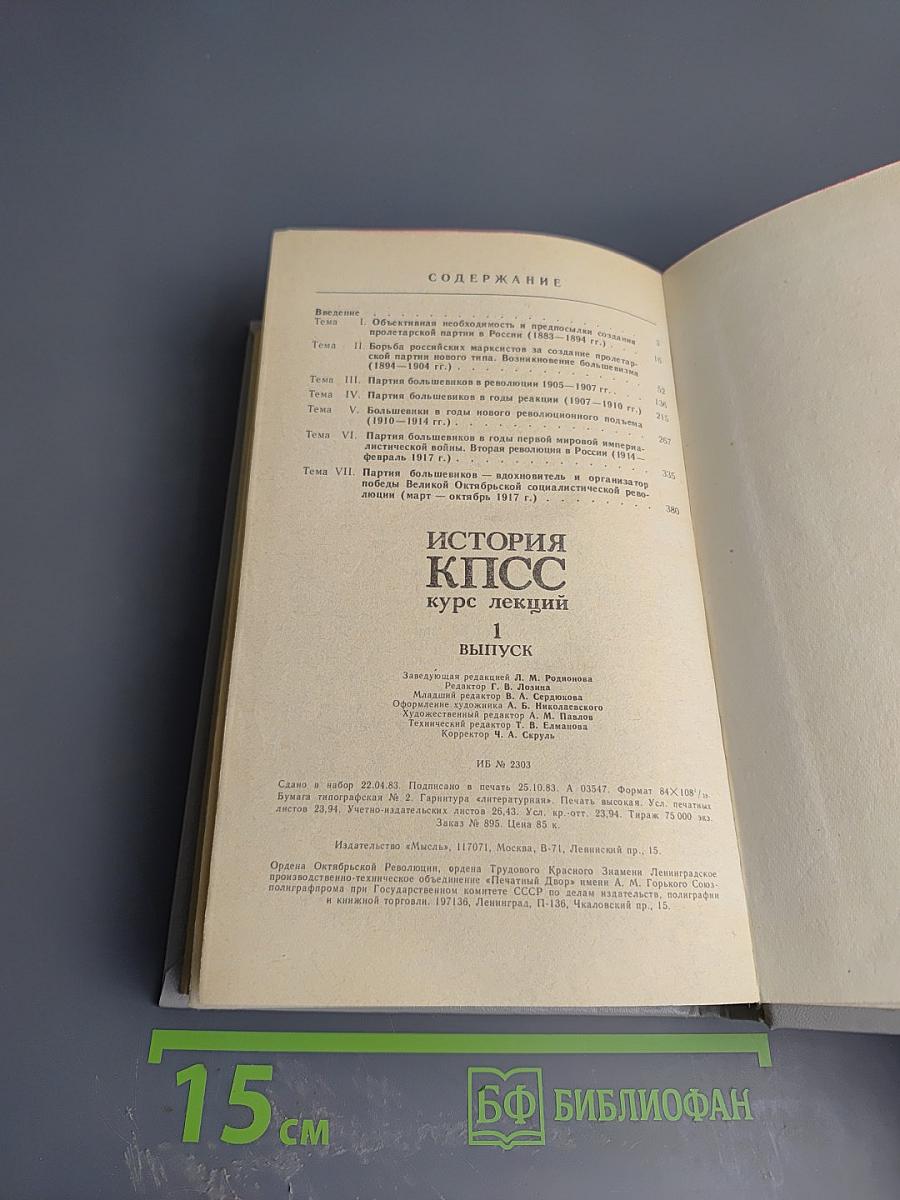 СОДЕРЖАНИЕ
Введение . . . . . . . . . . . . . . . . . . . . . 3
Тема I. Объективная необходимость и предпосылки создания
пролетарской партии в России (1883—1894 гг.) . . . 16
Тема II. Борьба российских марксистов за создание пролетар-
ской партии нового типа. Возникновение большевизма
(1894—1904 гг.) . . . . . . . . . . . . . . . 52
Тема III. Партия большевиков в революции 1905—1907 гг. . . 136
Тема IV. Партия большевиков в годы реакции (1907—1910 гг.) 215
Тема V. Большевики в годы нового революционного подъема
(1910—1914 гг.) . . . . . . . . . . . . . . . 267
Тема VI. Партия большевиков в годы первой мировой империа-
листической войны. Вторая революция в России (1914—
февраль 1917 г.) . . . . . . . . . . . . . . . 335
Тема VII. Партия большевиков — вдохновитель и организатор
победы Великой Октябрьской социалистической рево-
люции (март — октябрь 1917 г.) . . . . . . . . . 380
ИСТОРИЯ
КПСС
курс лекций
1
ВЫПУСК
Заведующая редакцией Л. М. Родионова
Редактор Г. В. Лозина
Младший редактор В. А. Сердюкова
Оформление художника А. Б. Николаевского
Художественный редактор А. М. Павлов
Технический редактор Т. В. Елманова
Корректор Ч. А. Скруль
ИБ № 2303
Сдано в набор 22.04.83. Подписано в печать 25.10.83. А 03547. Формат 84×108¹/₃₂.
Бумага типографская № 2. Гарнитура «литературная». Печать высокая. Усл. печатных
листов 23,94. Учетно-издательских листов 26,43. Усл. кр.-отт. 23,94. Тираж 75 000 экз.
Заказ № 895. Цена 85 к.
Издательство «Мысль», 117071, Москва, В-71, Ленинский пр., 15.
Ордена Октябрьской Революции, ордена Трудового Красного Знамени Ленинградское
производственно-техническое объединение «Печатный Двор» имени А. М. Горького Союз-
полиграфпрома при Государственном комитете СССР по делам издательств, полиграфии
и книжной торговли. 197136, Ленинград, П-136, Чкаловский пр., 15.
15 см
БФ БИБЛИОФАН